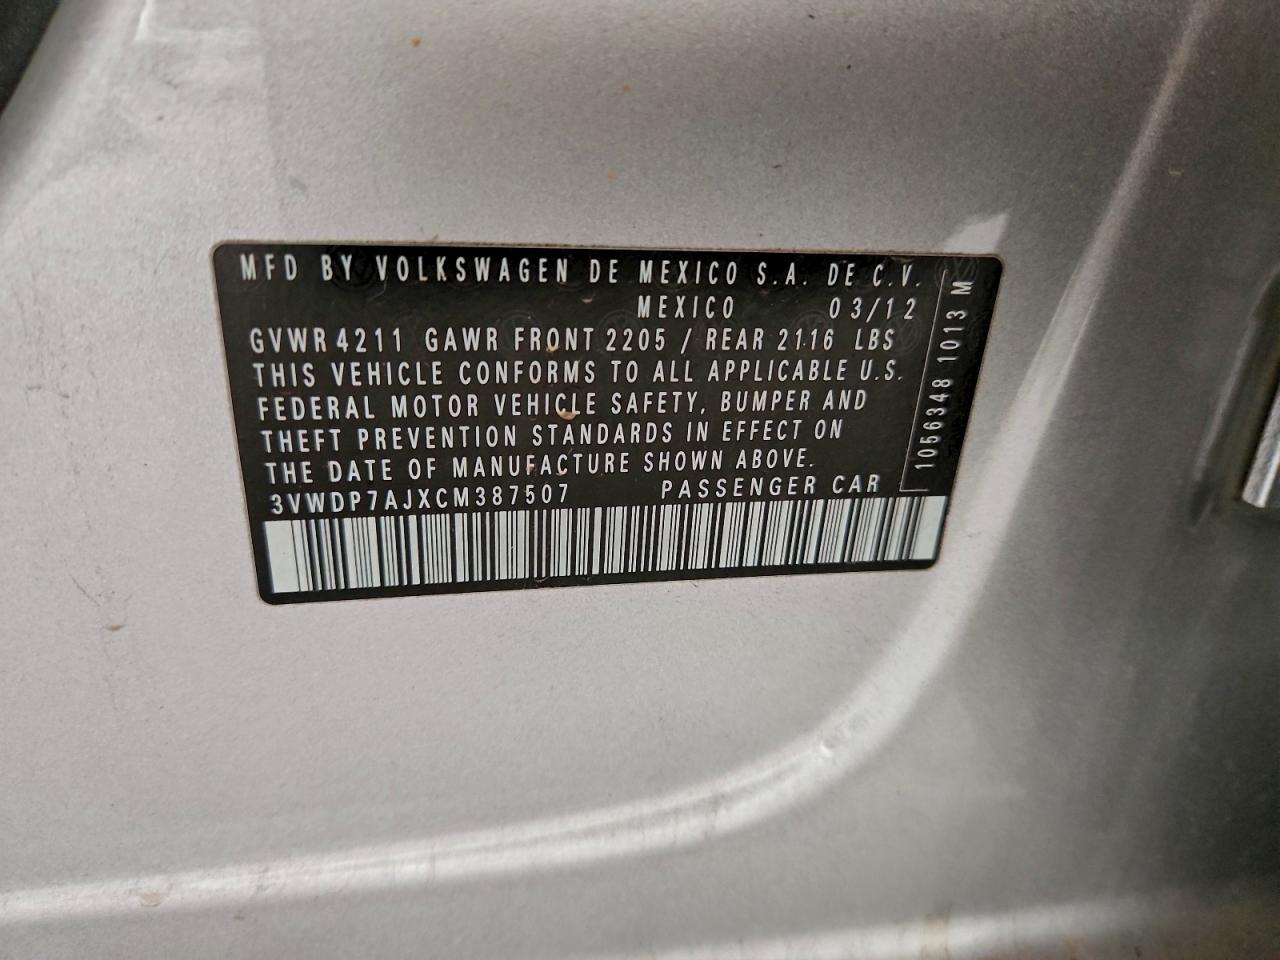 MFD BY VOLKSWAGEN DE MEXICO S.A. DE C.V.
MEXICO 03/12
GVWR 4211 GAWR FRONT 2205 / REAR 2116 LBS
THIS VEHICLE CONFORMS TO ALL APPLICABLE U.S.
FEDERAL MOTOR VEHICLE SAFETY, BUMPER AND
THEFT PREVENTION STANDARDS IN EFFECT ON
THE DATE OF MANUFACTURE SHOWN ABOVE.
3VWDP7AJXCM387507 PASSENGER CAR
1056348 1013 M